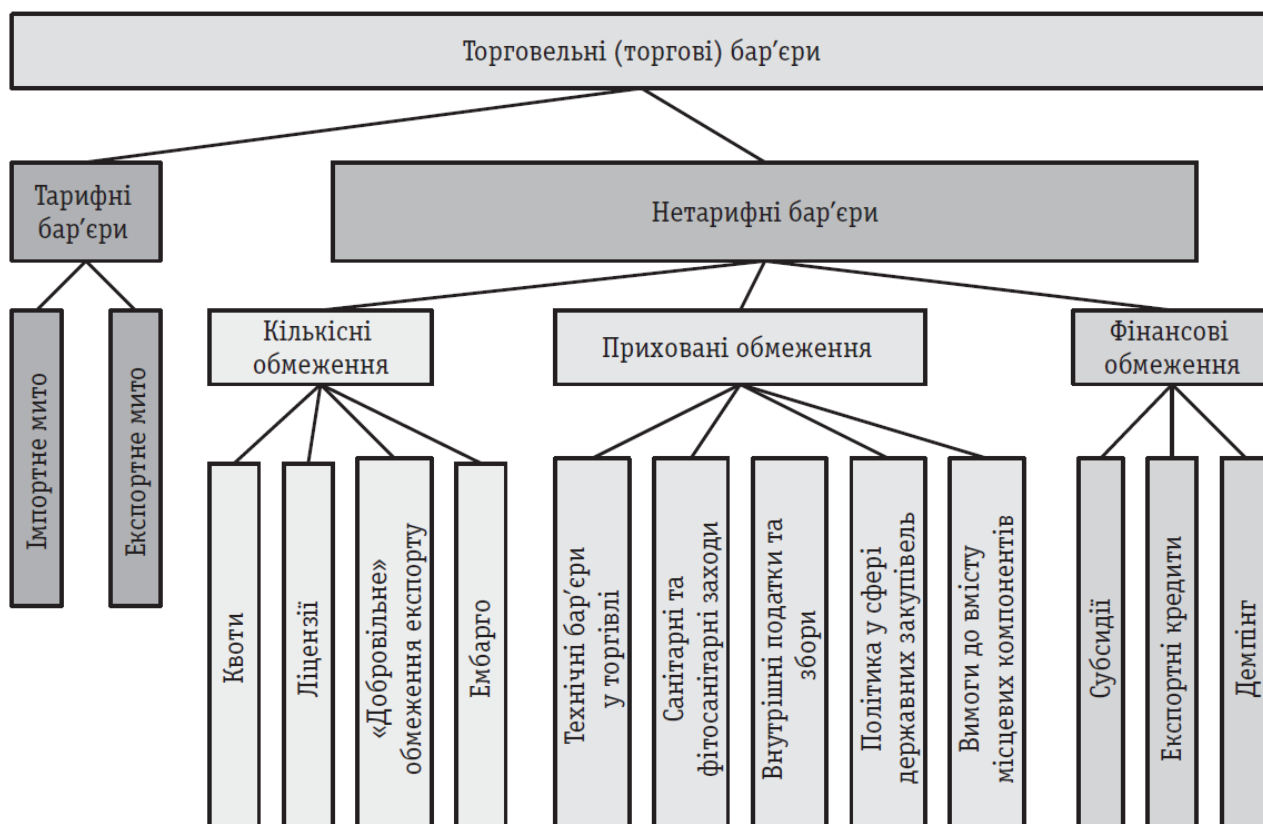 Торговельні (торгові) бар’єри
Тарифні
бар’єри
Нетарифні бар’єри
Імпортне мито
Експортне мито
Кількісні
обмеження
Приховані обмеження
Фінансові
обмеження
Квоти
Ліцензії
«Добровільне»
обмеження експорту
Ембарго
Технічні бар’єри
у торгівлі
Санітарні та
фітосанітарні заходи
Внутрішні податки та
збори
Політика у сфері
державних закупівель
Вимоги до вмісту
місцевих компонентів
Субсидії
Експортні кредити
Демпінг